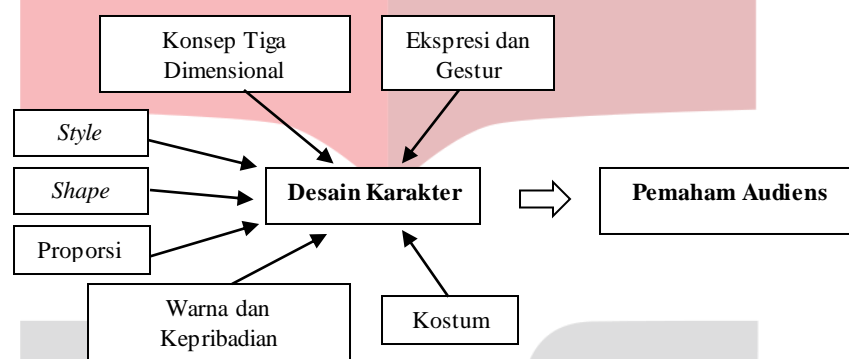 Konsep Tiga
Dimensional
Ekspresi dan
Gestur
Style
Shape
Proporsi
Desain Karakter
Pemaham Audiens
Warna dan
Kepribadian
Kostum